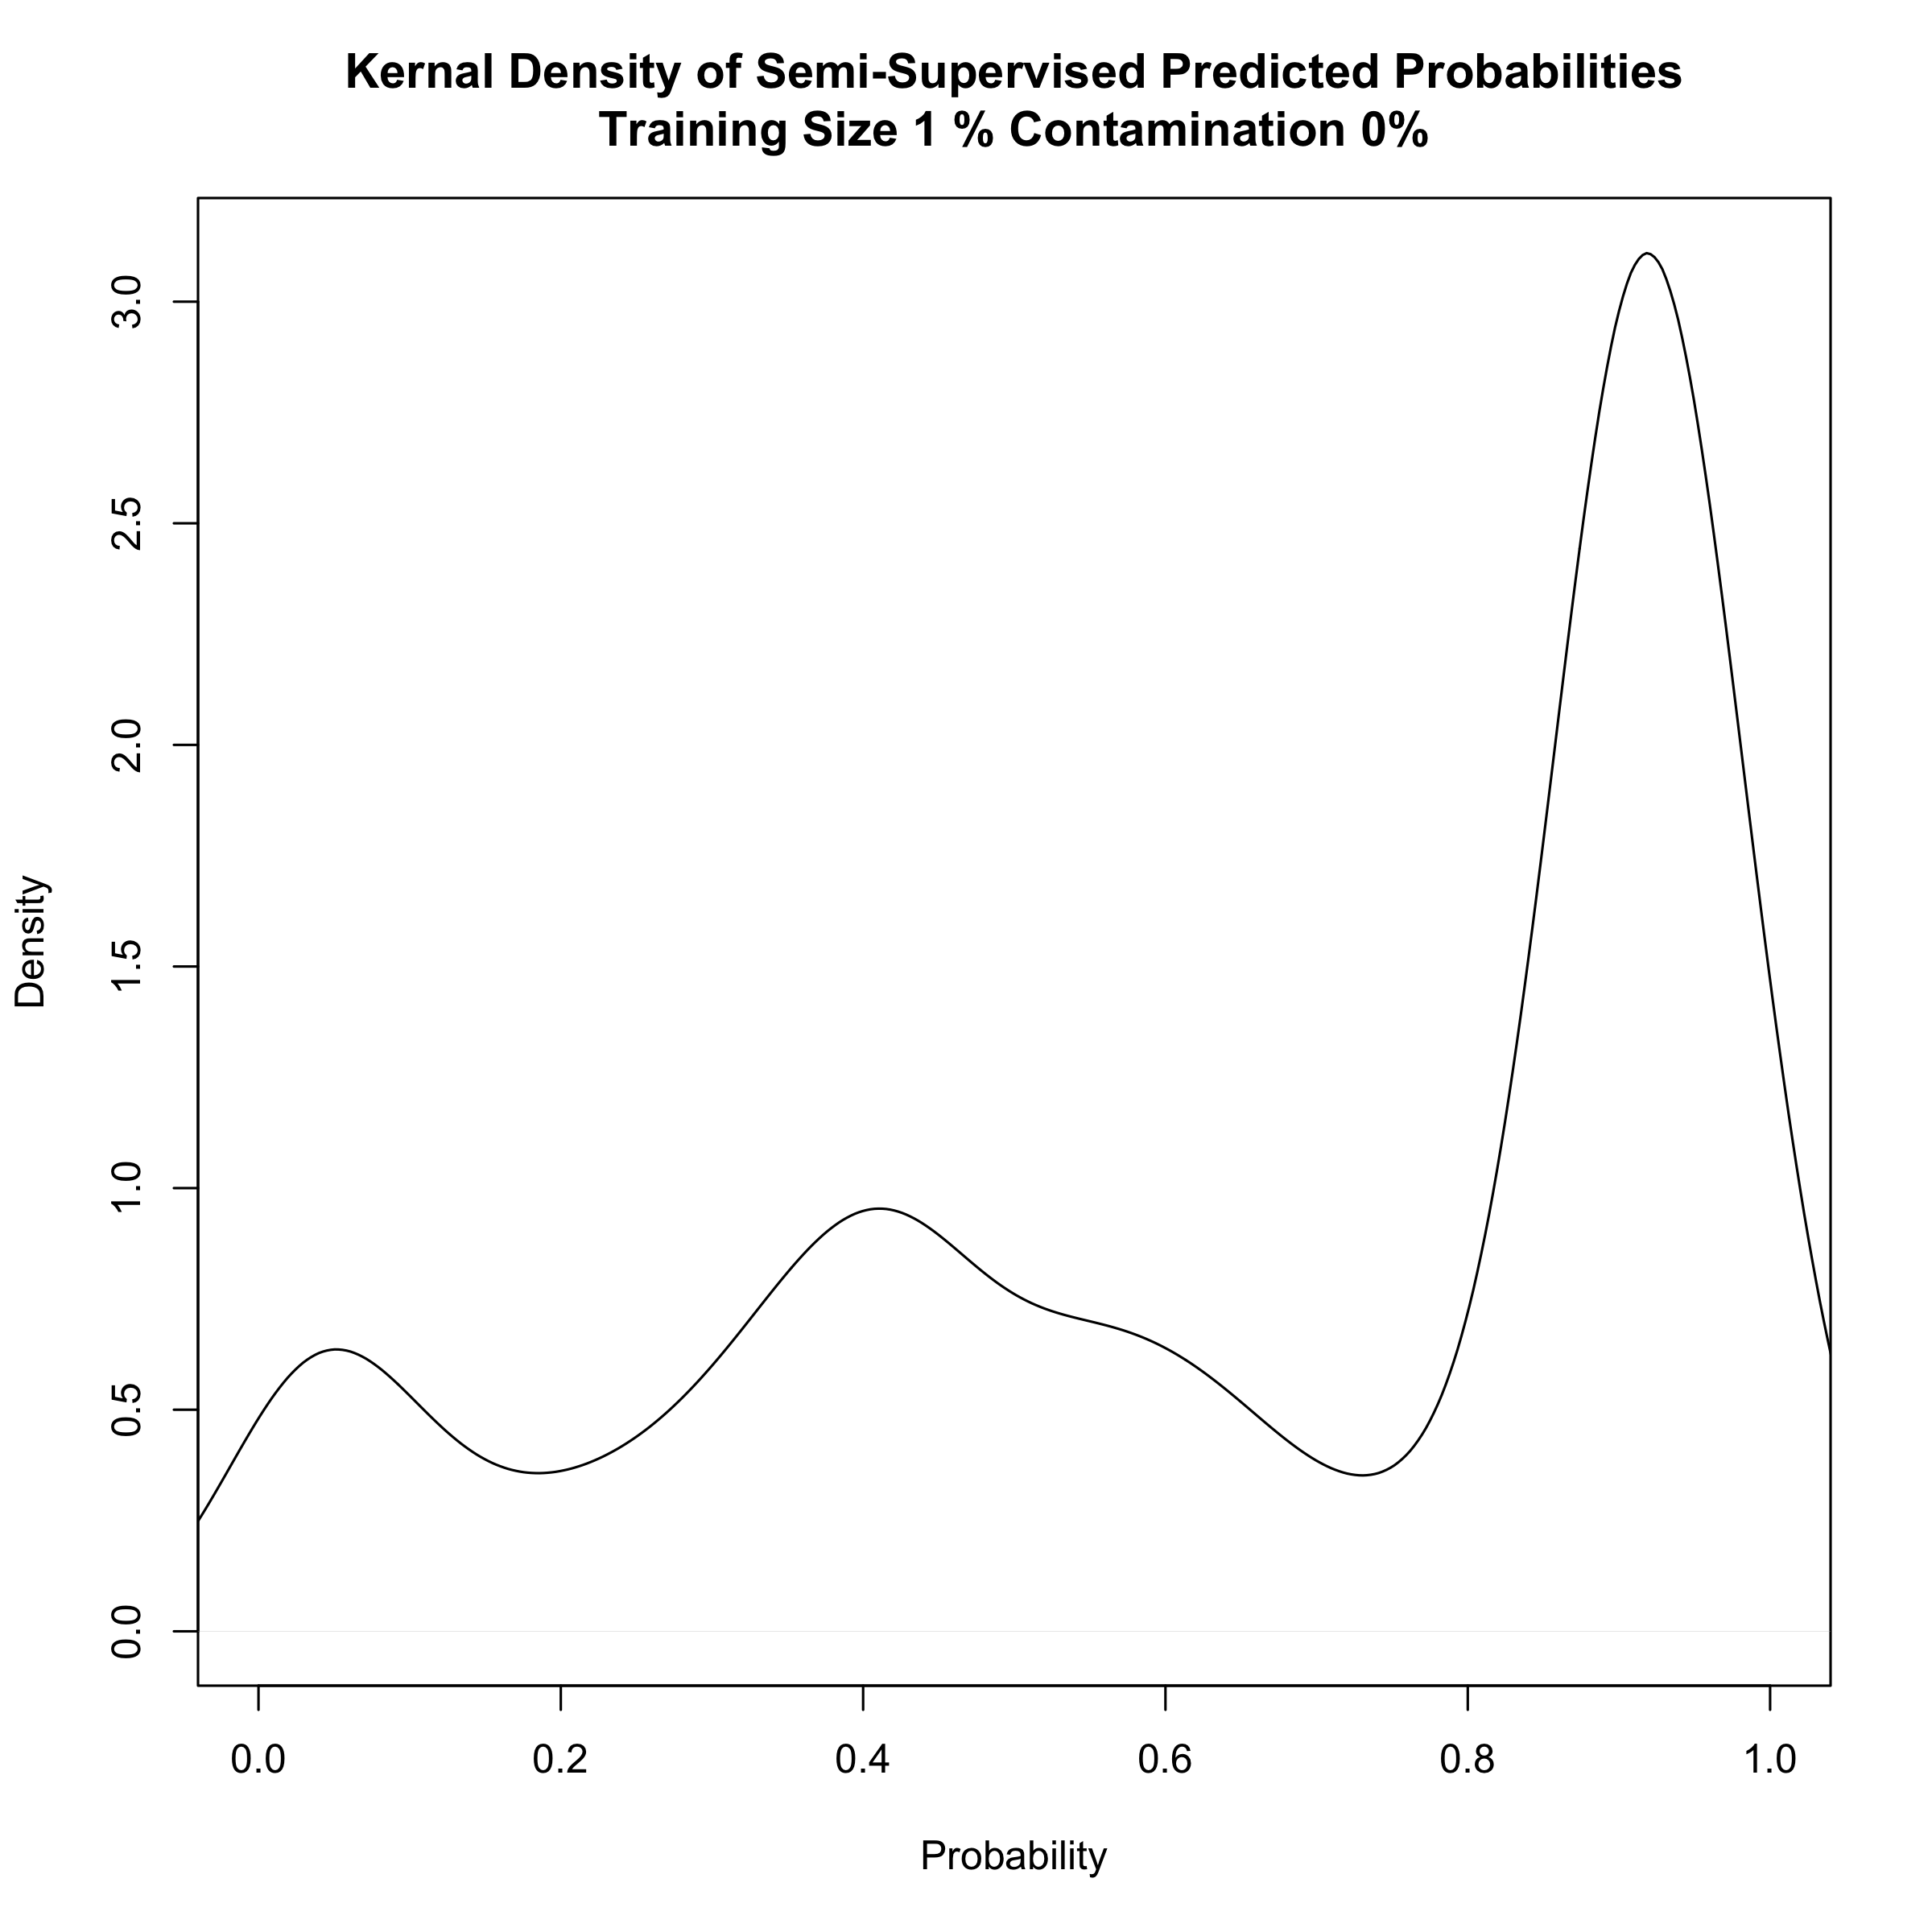 Kernal Density of Semi-Supervised Predicted Probabilities
Training Size 1 % Contamination 0%
Density
3.0
2.5
2.0
1.5
1.0
0.5
0.0
0.0 0.2 0.4 0.6 0.8 1.0
Probability